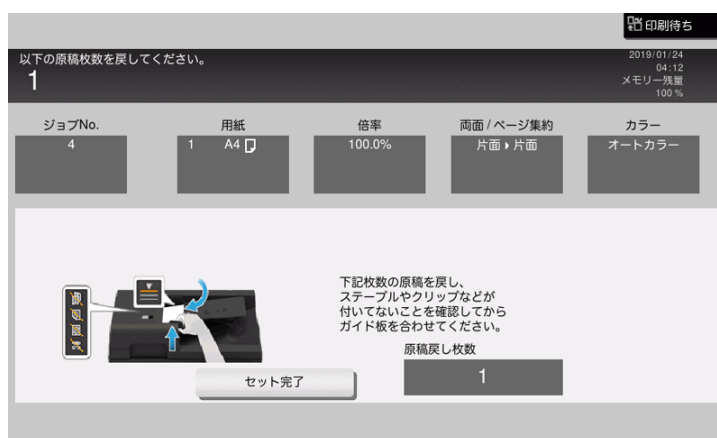 印刷待ち
以下の原稿枚数を戻してください。
1
2019/01/24
04:12
メモリー残量
100 %
ジョブNo.
4
用紙
1 A4
倍率
100.0%
両面 / ページ集約
片面 ▸ 片面
カラー
オートカラー
下記枚数の原稿を戻し、
ステープルやクリップなどが
付いてないことを確認してから
ガイド板を合わせてください。
原稿戻し枚数
1
セット完了